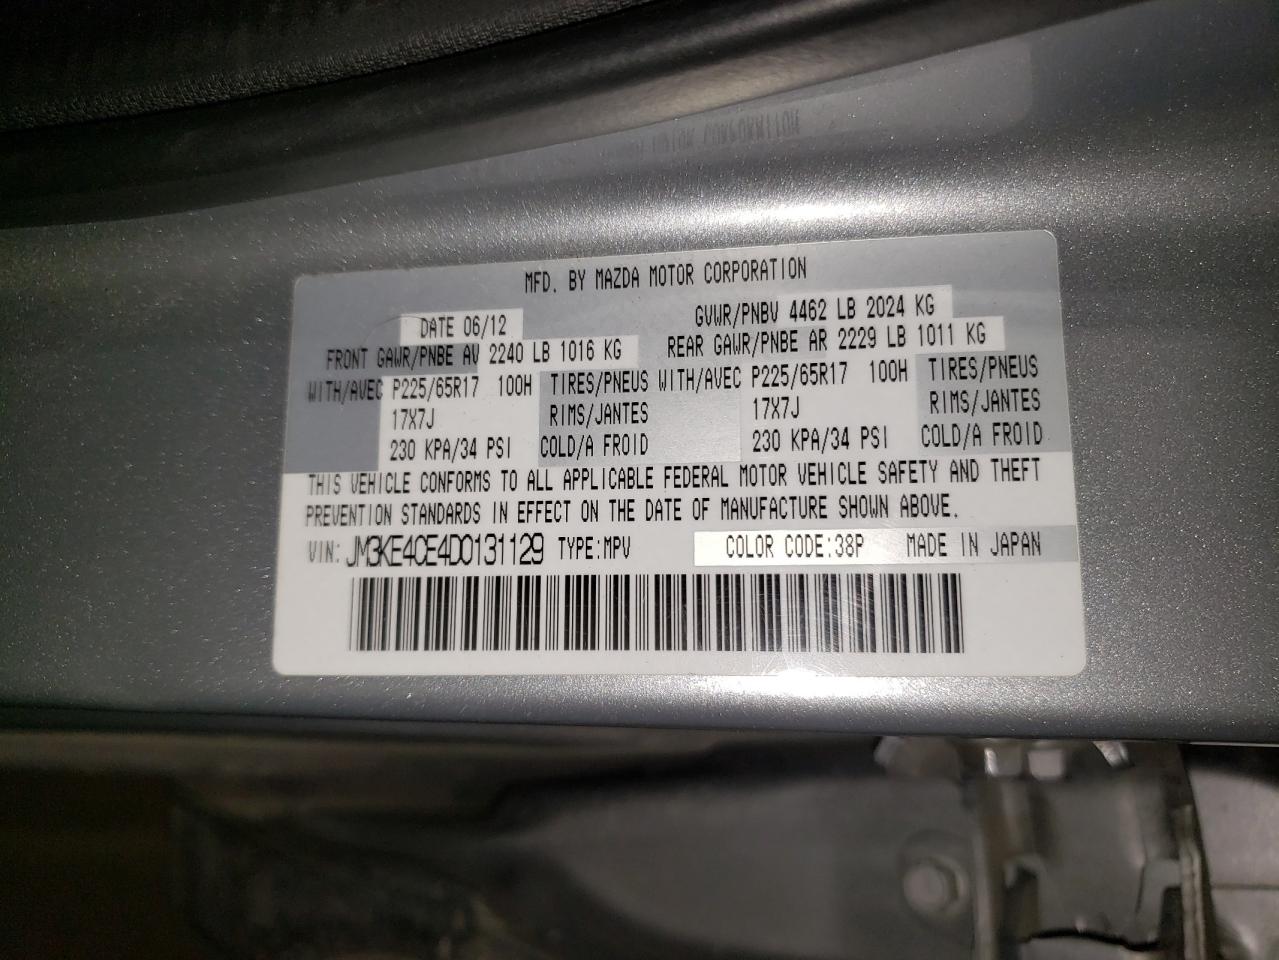 MFD. BY MAZDA MOTOR CORPORATION
DATE 06/12 GVWR/PNBV 4462 LB 2024 KG
FRONT GAWR/PNBE AV 2240 LB 1016 KG REAR GAWR/PNBE AR 2229 LB 1011 KG
WITH/AVEC P225/65R17 100H TIRES/PNEUS WITH/AVEC P225/65R17 100H TIRES/PNEUS
17X7J RIMS/JANTES 17X7J RIMS/JANTES
230 KPA/34 PSI COLD/A FROID 230 KPA/34 PSI COLD/A FROID
THIS VEHICLE CONFORMS TO ALL APPLICABLE FEDERAL MOTOR VEHICLE SAFETY AND THEFT
PREVENTION STANDARDS IN EFFECT ON THE DATE OF MANUFACTURE SHOWN ABOVE.
VIN: JM3KE4CE4D0131129 TYPE:MPV COLOR CODE:38P MADE IN JAPAN